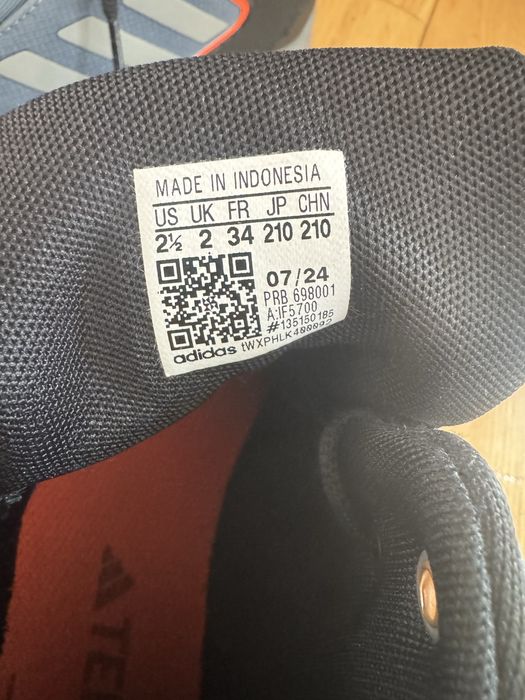 MADE IN INDONESIA
US UK FR JP CHN
2½ 2 34 210 210
07/24
PRB 698001
A:IF5700
#135150185
adidas tWXPHLK400092